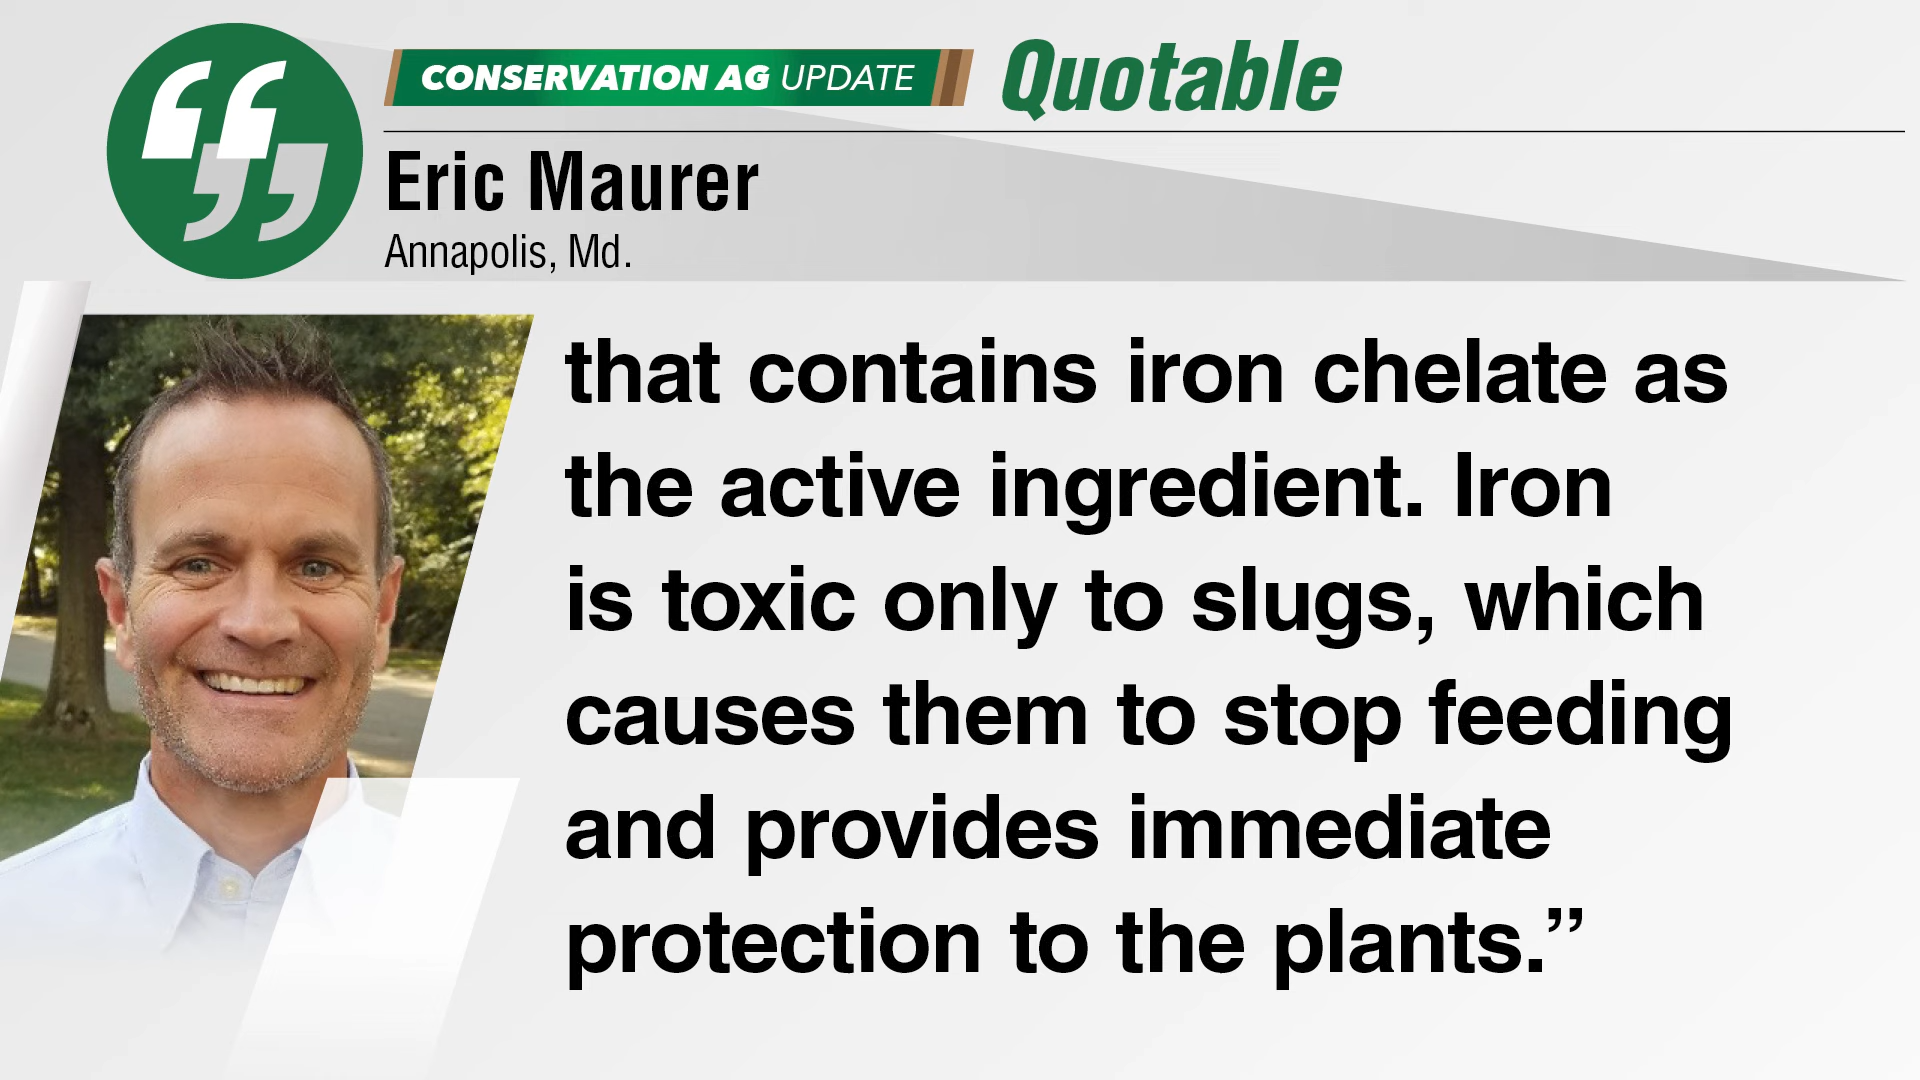 CONSERVATION AG UPDATE Quotable
Eric Maurer
Annapolis, Md.
that contains iron chelate as
the active ingredient. Iron
is toxic only to slugs, which
causes them to stop feeding
and provides immediate
protection to the plants.”